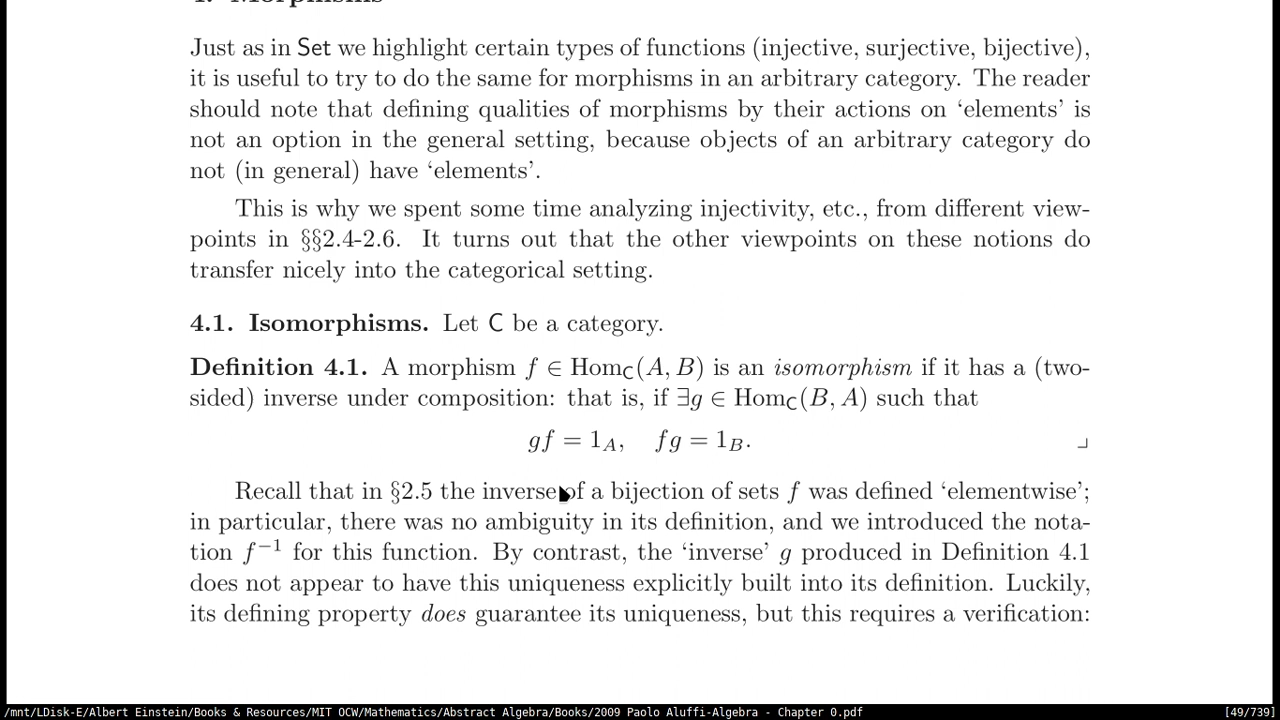 4. Morphisms
Just as in Set we highlight certain types of functions (injective, surjective, bijective),
it is useful to try to do the same for morphisms in an arbitrary category. The reader
should note that defining qualities of morphisms by their actions on ‘elements’ is
not an option in the general setting, because objects of an arbitrary category do
not (in general) have ‘elements’.
This is why we spent some time analyzing injectivity, etc., from different view-
points in §§2.4-2.6. It turns out that the other viewpoints on these notions do
transfer nicely into the categorical setting.
4.1. Isomorphisms. Let C be a category.
Definition 4.1. A morphism f ∈ Hom_C(A, B) is an isomorphism if it has a (two-
sided) inverse under composition: that is, if ∃g ∈ Hom_C(B, A) such that
gf = 1_A, fg = 1_B. ⌟
Recall that in §2.5 the inverse of a bijection of sets f was defined ‘elementwise’;
in particular, there was no ambiguity in its definition, and we introduced the nota-
tion f⁻¹ for this function. By contrast, the ‘inverse’ g produced in Definition 4.1
does not appear to have this uniqueness explicitly built into its definition. Luckily,
its defining property does guarantee its uniqueness, but this requires a verification:
/mnt/LDisk-E/Albert Einstein/Books & Resources/MIT OCW/Mathematics/Abstract Algebra/Books/2009 Paolo Aluffi-Algebra - Chapter 0.pdf [49/739]